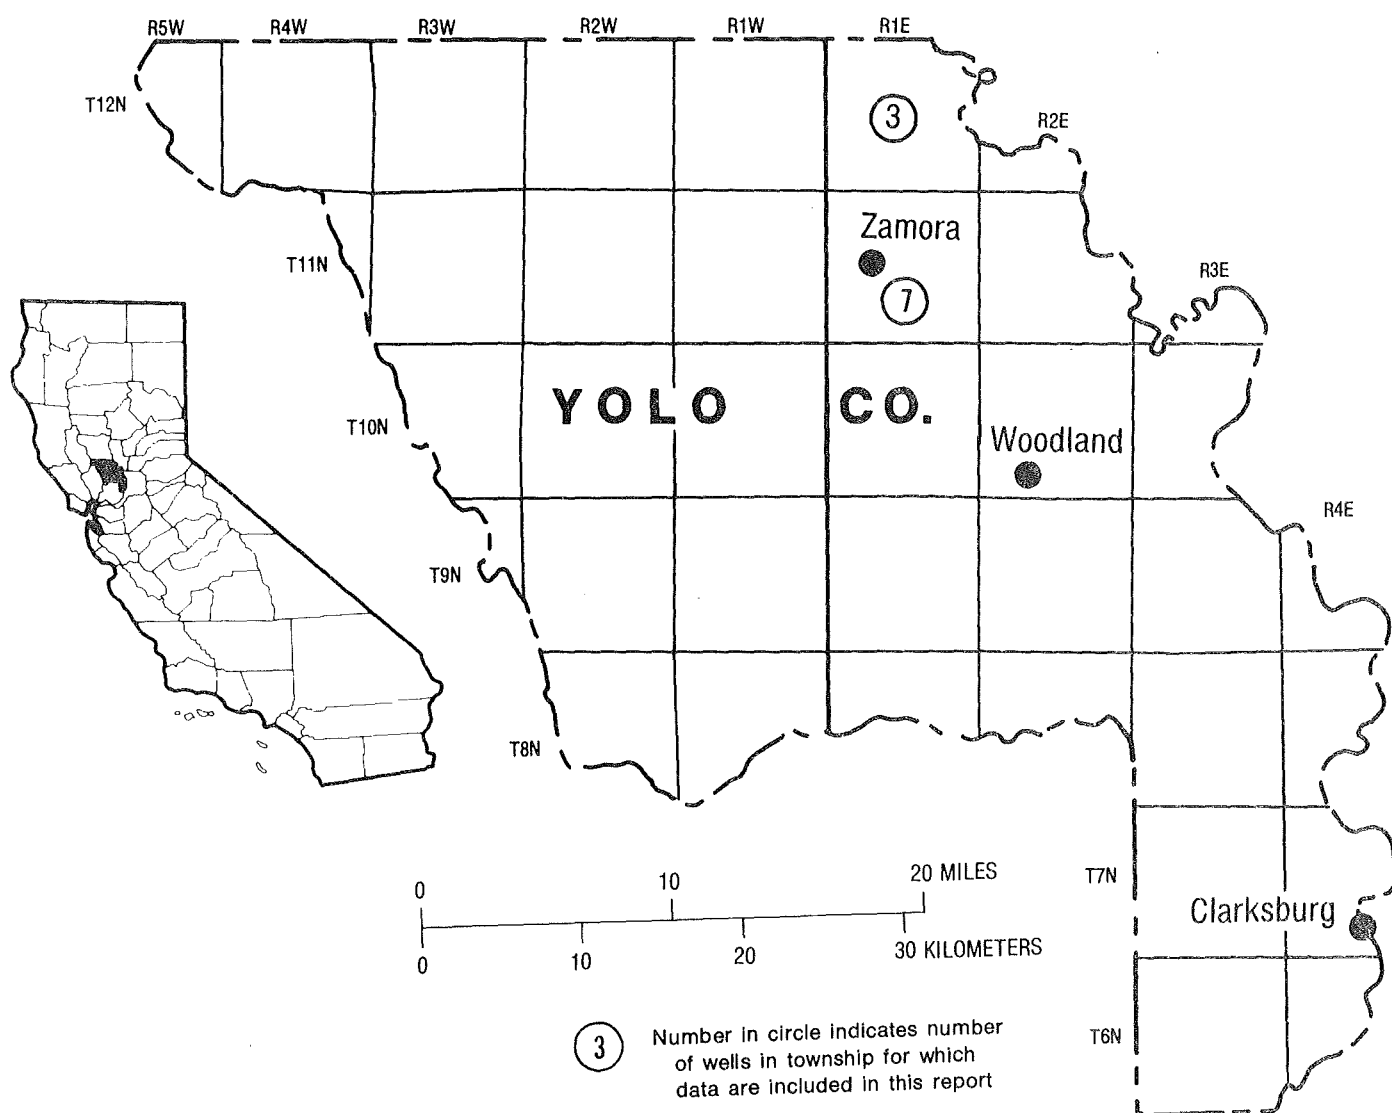 R5W R4W R3W R2W R1W R1E
T12N
3
R2E
Zamora
T11N
7
R3E
YOLO CO.
T10N
Woodland
R4E
T9N
T8N
0 10 20 MILES
0 10 20 30 KILOMETERS
T7N
Clarksburg
T6N
3 Number in circle indicates number
of wells in township for which
data are included in this report